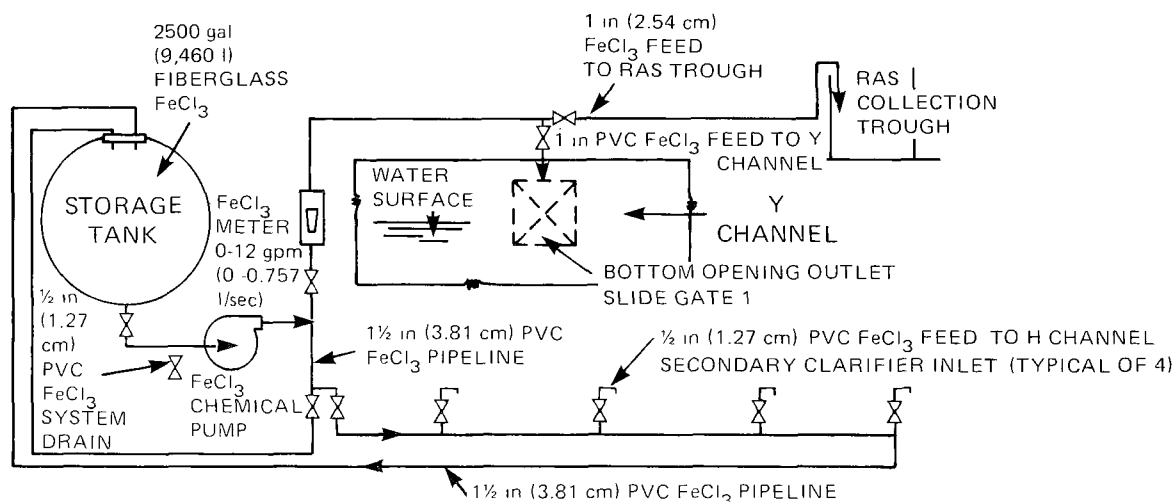 2500 gal
(9,460 l)
FIBERGLASS
FeCl3
1 in (2.54 cm)
FeCl3 FEED
TO RAS TROUGH
RAS
COLLECTION
TROUGH
1 in PVC FeCl3 FEED TO Y
CHANNEL
STORAGE
TANK
FeCl3
METER
0-12 gpm
(0 -0.757
l/sec)
WATER
SURFACE
Y
CHANNEL
BOTTOM OPENING OUTLET
SLIDE GATE 1
½ in
(1.27
cm)
PVC
FeCl3
SYSTEM
DRAIN
FeCl3
CHEMICAL
PUMP
1½ in (3.81 cm) PVC
FeCl3 PIPELINE
½ in (1.27 cm) PVC FeCl3 FEED TO H CHANNEL
SECONDARY CLARIFIER INLET (TYPICAL OF 4)
1½ in (3.81 cm) PVC FeCl3 PIPELINE